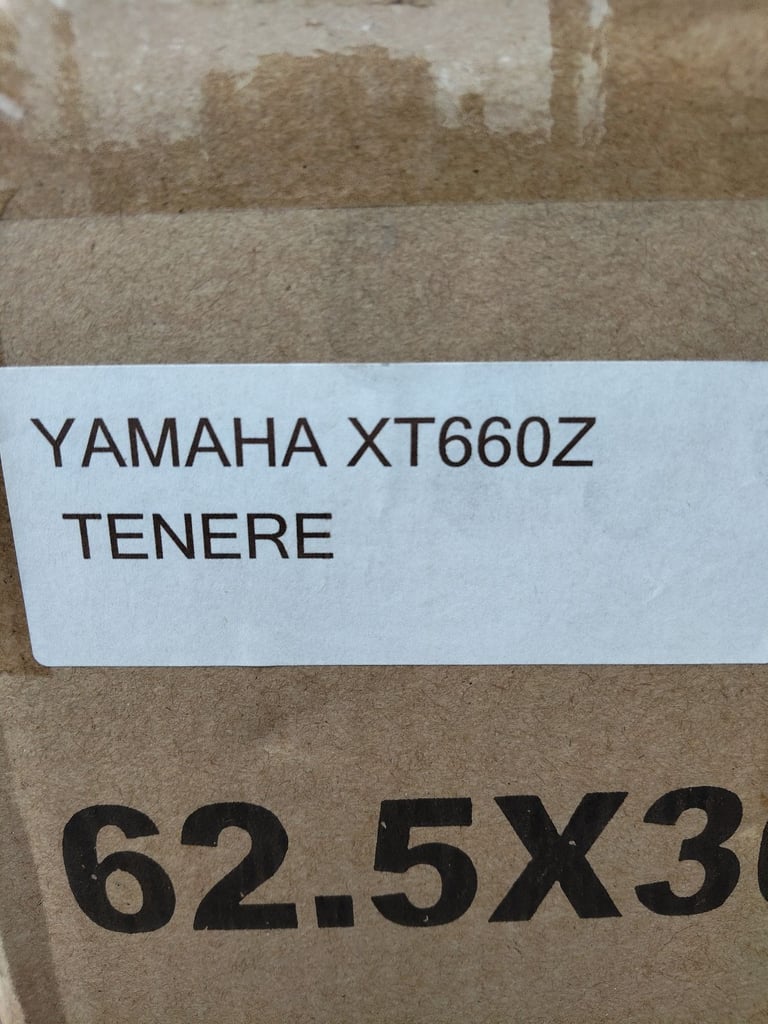 YAMAHA XT660Z
TENERE
62.5X3